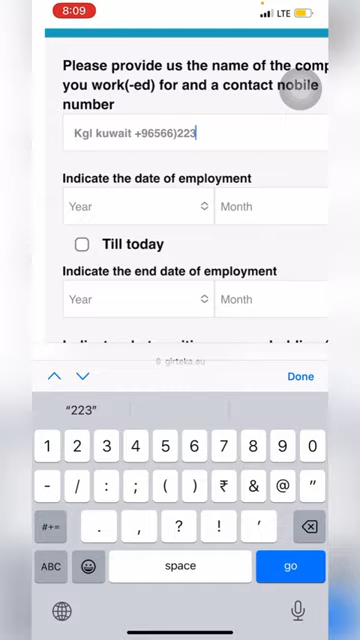 8:09
LTE
Please provide us the name of the comp
you work(-ed) for and a contact nobile
number
Kgl kuwait +96566)223
Indicate the date of employment
Year
Month
Till today
Indicate the end date of employment
Year
Month
girteka.eu
Done
“223”
1 2 3 4 5 6 7 8 9 0
- / : ; ( ) ₹ & @ "
#+= . , ? ! ’
ABC space go